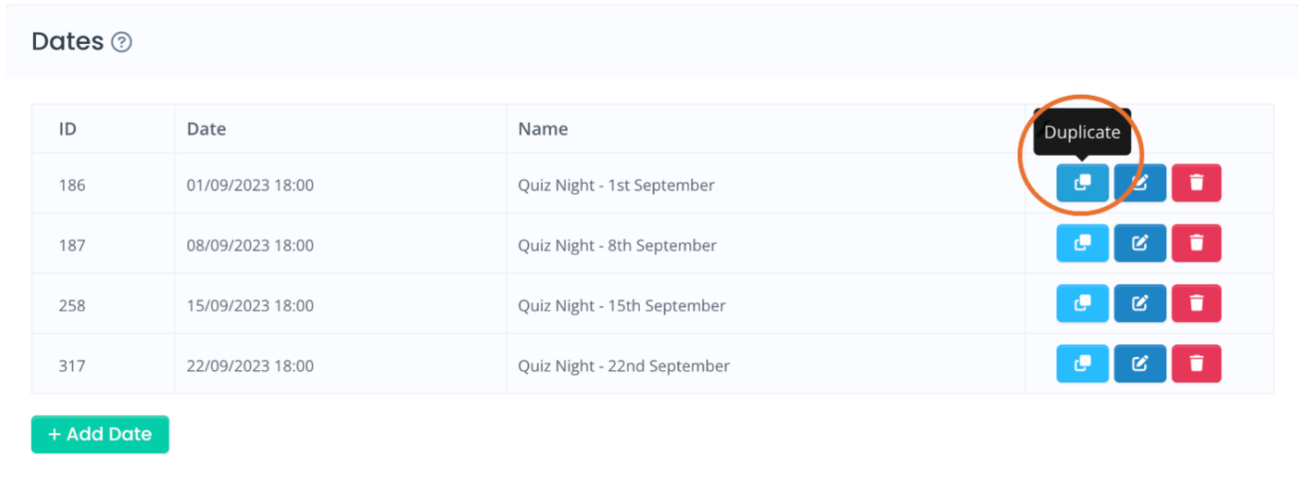 Dates ?
ID Date Name
Duplicate
186 01/09/2023 18:00 Quiz Night - 1st September
187 08/09/2023 18:00 Quiz Night - 8th September
258 15/09/2023 18:00 Quiz Night - 15th September
317 22/09/2023 18:00 Quiz Night - 22nd September
+ Add Date